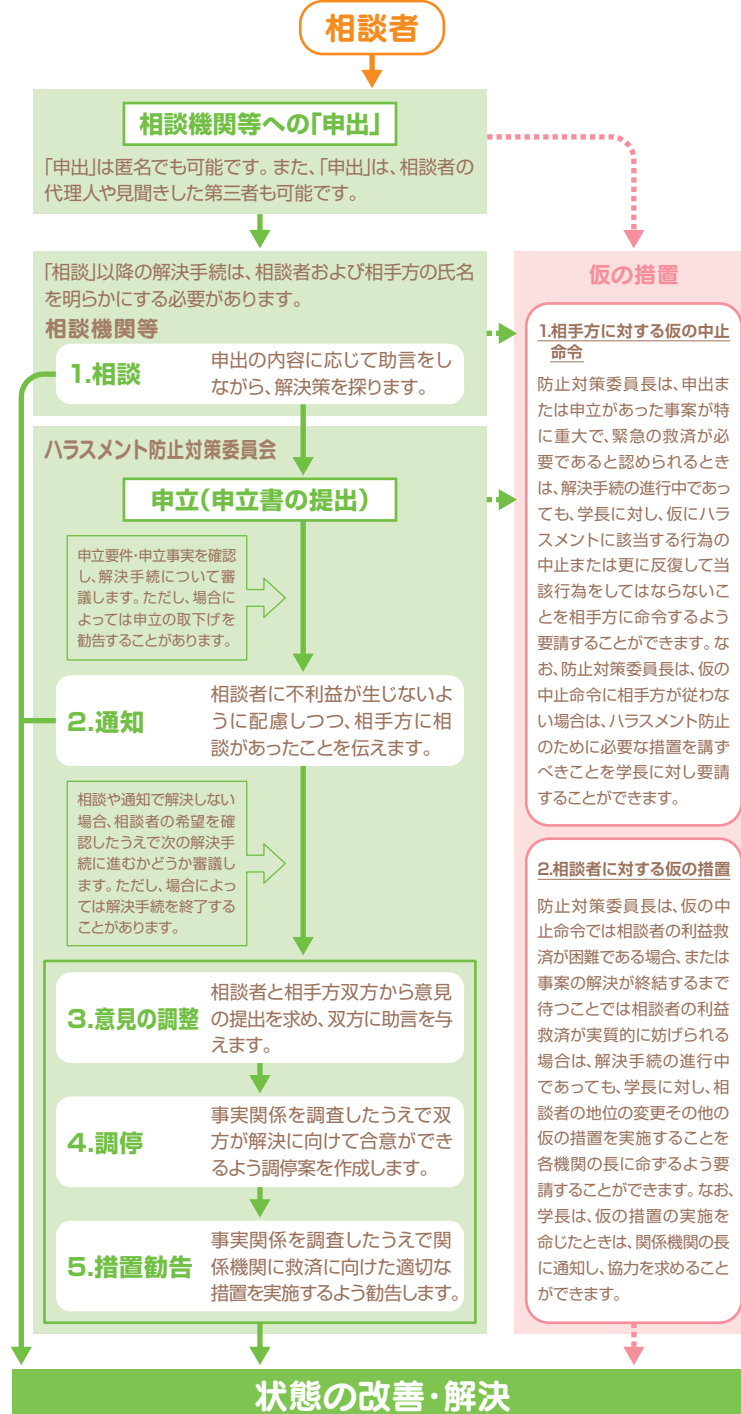 相談者
相談機関等への「申出」
「申出」は匿名でも可能です。また、「申出」は、相談者の
代理人や見聞きした第三者も可能です。
「相談」以降の解決手続は、相談者および相手方の氏名
を明らかにする必要があります。
相談機関等
1.相談
申出の内容に応じて助言をし
ながら、解決策を探ります。
ハラスメント防止対策委員会
申立(申立書の提出)
申立要件・申立事実を確認
し、解決手続について審
議します。ただし、場合に
よっては申立の取下げを
勧告することがあります。
2.通知
相談者に不利益が生じないよ
うに配慮しつつ、相手方に相
談があったことを伝えます。
相談や通知で解決しない
場合、相談者の希望を確
認したうえで次の解決手
続に進むかどうか審議し
ます。ただし、場合によっ
ては解決手続を終了する
ことがあります。
3.意見の調整
相談者と相手方双方から意見
の提出を求め、双方に助言を与
えます。
4.調停
事実関係を調査したうえで双
方が解決に向けて合意ができ
るよう調停案を作成します。
5.措置勧告
事実関係を調査したうえで関
係機関に救済に向けた適切な
措置を実施するよう勧告します。
仮の措置
1.相手方に対する仮の中止
命令
防止対策委員長は、申出ま
たは申立があった事案が特
に重大で、緊急の救済が必
要であると認められるとき
は、解決手続の進行中であっ
ても、学長に対し、仮にハラ
スメントに該当する行為の
中止または更に反復して当
該行為をしてはならないこ
とを相手方に命令するよう
要請することができます。な
お、防止対策委員長は、仮の
中止命令に相手方が従わな
い場合は、ハラスメント防止
のために必要な措置を講ず
べきことを学長に対し要請
することができます。
2.相談者に対する仮の措置
防止対策委員長は、仮の中
止命令では相談者の利益救
済が困難である場合、または
事案の解決が終結するまで
待つことでは相談者の利益
救済が実質的に妨げられる
場合は、解決手続の進行中
であっても、学長に対し、相
談者の地位の変更その他の
仮の措置を実施することを
各機関の長に命ずるよう要
請することができます。なお、
学長は、仮の措置の実施を
命じたときは、関係機関の長
に通知し、協力を求めること
ができます。
状態の改善・解決